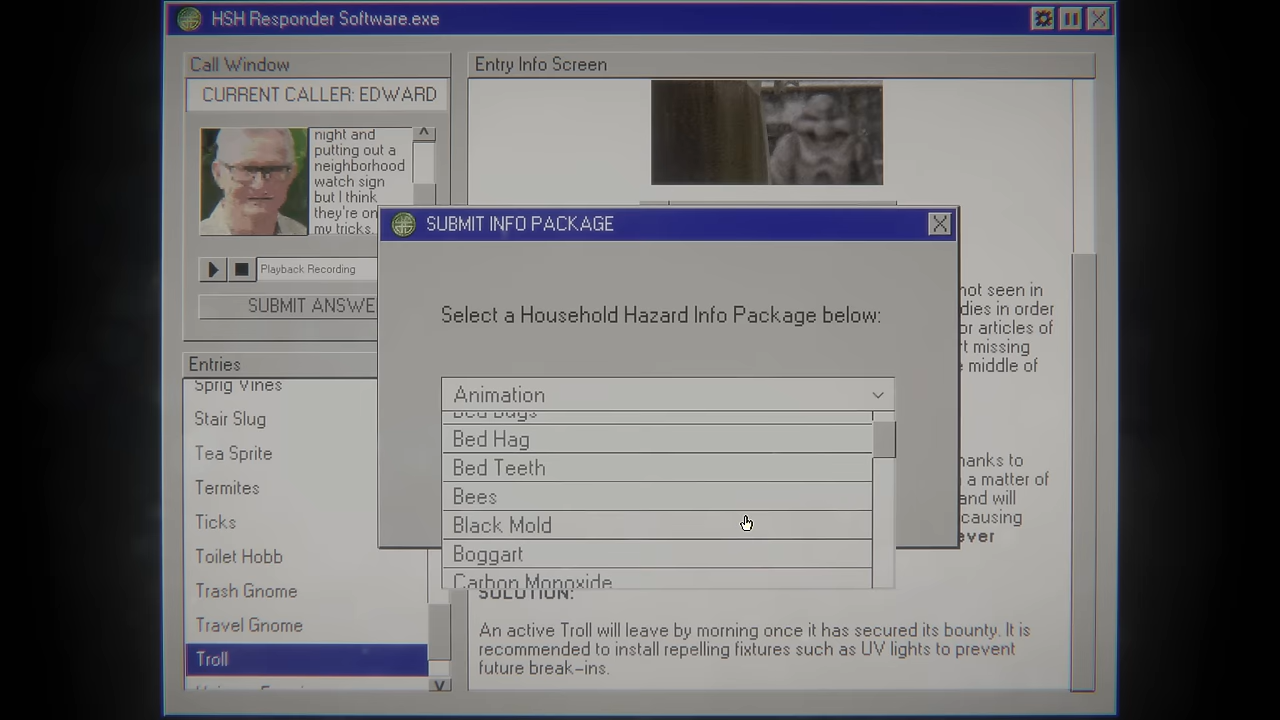 HSH Responder Software.exe
Call Window
CURRENT CALLER: EDWARD
night and
putting out a
neighborhood
watch sign
but I think
they're on
my tricks.
Playback Recording
SUBMIT ANSWE
Entries
Sprig Vines
Stair Slug
Tea Sprite
Termites
Ticks
Toilet Hobb
Trash Gnome
Travel Gnome
Troll
Entry Info Screen
not seen in
dies in order
or articles of
t missing
e middle of
hanks to
a matter of
and will
causing
ever
SOLUTION:
An active Troll will leave by morning once it has secured its bounty. It is
recommended to install repelling fixtures such as UV lights to prevent
future break-ins.
SUBMIT INFO PACKAGE
Select a Household Hazard Info Package below:
Animation
Bed Bugs
Bed Hag
Bed Teeth
Bees
Black Mold
Boggart
Carbon Monoxide